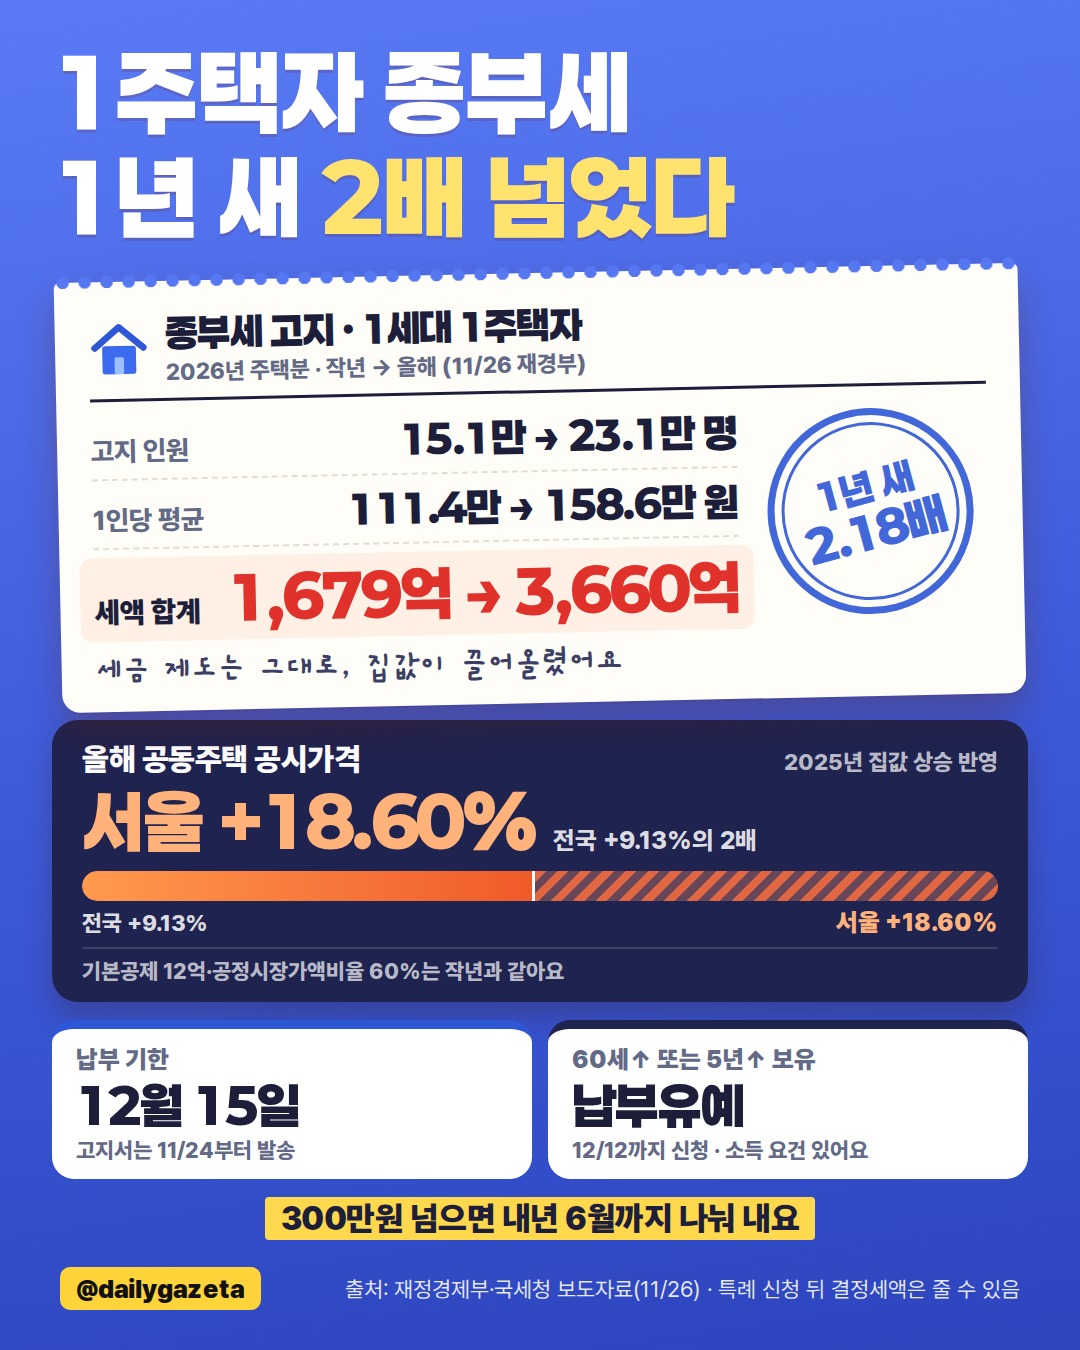 1주택자 종부세
1년 새 2배 넘었다
종부세 고지 · 1세대 1주택자
2026년 주택분 · 작년 → 올해 (11/26 재경부)
고지 인원 15.1만 → 23.1만 명
1인당 평균 111.4만 → 158.6만 원
세액 합계 1,679억 → 3,660억
1년 새
2.18배
세금 제도는 그대로, 집값이 끌어올렸어요
올해 공동주택 공시가격 2025년 집값 상승 반영
서울 +18.60% 전국 +9.13%의 2배
전국 +9.13% 서울 +18.60%
기본공제 12억·공정시장가액비율 60%는 작년과 같아요
납부 기한
12월 15일
고지서는 11/24부터 발송
60세↑ 또는 5년↑ 보유
납부유예
12/12까지 신청 · 소득 요건 있어요
300만원 넘으면 내년 6월까지 나눠 내요
@dailygazeta 출처: 재정경제부·국세청 보도자료(11/26) · 특례 신청 뒤 결정세액은 줄 수 있음